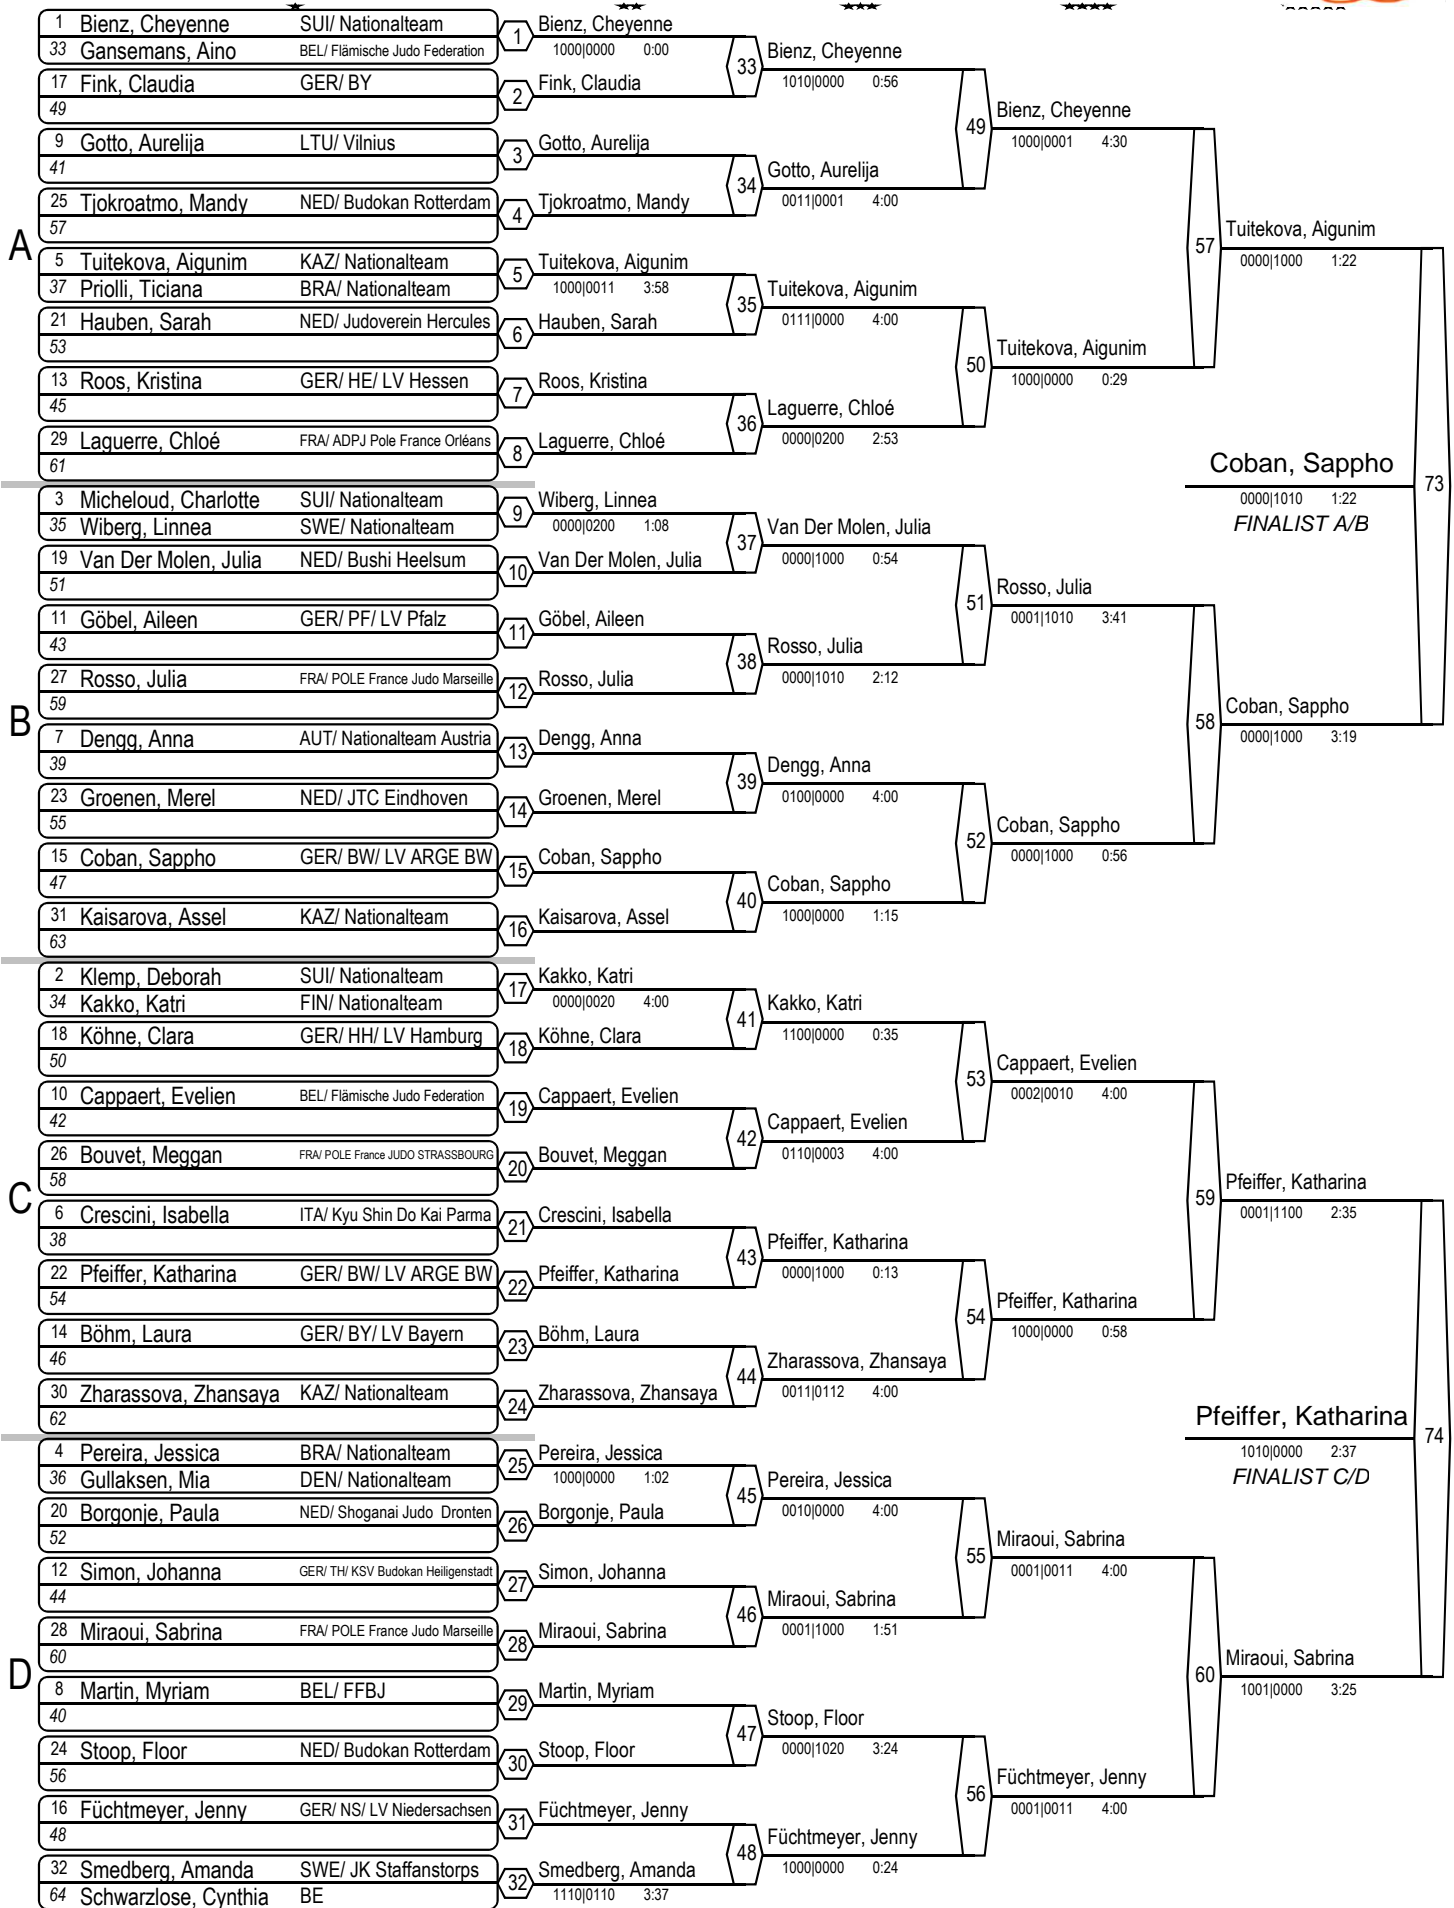 1 Bienz, Cheyenne SUI/ Nationalteam
33 Gansemans, Aino BEL/ Flämische Judo Federation
1
17 Fink, Claudia GER/ BY
49
2
9 Gotto, Aurelija LTU/ Vilnius
41
3
25 Tjokroatmo, Mandy NED/ Budokan Rotterdam
57
4
A
5 Tuitekova, Aigunim KAZ/ Nationalteam
37 Priolli, Ticiana BRA/ Nationalteam
5
21 Hauben, Sarah NED/ Judoverein Hercules
53
6
13 Roos, Kristina GER/ HE/ LV Hessen
45
7
29 Laguerre, Chloé FRA/ ADPJ Pole France Orléans
61
8
3 Micheloud, Charlotte SUI/ Nationalteam
35 Wiberg, Linnea SWE/ Nationalteam
9
19 Van Der Molen, Julia NED/ Bushi Heelsum
51
10
11 Göbel, Aileen GER/ PF/ LV Pfalz
43
11
27 Rosso, Julia FRA/ POLE France Judo Marseille
59
12
B
7 Dengg, Anna AUT/ Nationalteam Austria
39
13
23 Groenen, Merel NED/ JTC Eindhoven
55
14
15 Coban, Sappho GER/ BW/ LV ARGE BW
47
15
31 Kaisarova, Assel KAZ/ Nationalteam
63
16
2 Klemp, Deborah SUI/ Nationalteam
34 Kakko, Katri FIN/ Nationalteam
17
18 Köhne, Clara GER/ HH/ LV Hamburg
50
18
10 Cappaert, Evelien BEL/ Flämische Judo Federation
42
19
26 Bouvet, Meggan FRA/ POLE France JUDO STRASSBOURG
58
20
C
6 Crescini, Isabella ITA/ Kyu Shin Do Kai Parma
38
21
22 Pfeiffer, Katharina GER/ BW/ LV ARGE BW
54
22
14 Böhm, Laura GER/ BY/ LV Bayern
46
23
30 Zharassova, Zhansaya KAZ/ Nationalteam
62
24
4 Pereira, Jessica BRA/ Nationalteam
36 Gullaksen, Mia DEN/ Nationalteam
25
20 Borgonje, Paula NED/ Shoganai Judo Dronten
52
26
12 Simon, Johanna GER/ TH/ KSV Budokan Heiligenstadt
44
27
28 Miraoui, Sabrina FRA/ POLE France Judo Marseille
60
28
D
8 Martin, Myriam BEL/ FFBJ
40
29
24 Stoop, Floor NED/ Budokan Rotterdam
56
30
16 Füchtmeyer, Jenny GER/ NS/ LV Niedersachsen
48
31
32 Smedberg, Amanda SWE/ JK Staffanstorps
64 Schwarzlose, Cynthia BE
32
Bienz, Cheyenne
1000|0000 0:00
Fink, Claudia
33
Gotto, Aurelija
Tjokroatmo, Mandy
34
Tuitekova, Aigunim
1000|0011 3:58
Hauben, Sarah
35
Roos, Kristina
Laguerre, Chloé
36
Wiberg, Linnea
0000|0200 1:08
Van Der Molen, Julia
37
Göbel, Aileen
Rosso, Julia
38
Dengg, Anna
Groenen, Merel
39
Coban, Sappho
Kaisarova, Assel
40
Kakko, Katri
0000|0020 4:00
Köhne, Clara
41
Cappaert, Evelien
Bouvet, Meggan
42
Crescini, Isabella
Pfeiffer, Katharina
43
Böhm, Laura
Zharassova, Zhansaya
44
Pereira, Jessica
1000|0000 1:02
Borgonje, Paula
45
Simon, Johanna
Miraoui, Sabrina
46
Martin, Myriam
Stoop, Floor
47
Füchtmeyer, Jenny
Smedberg, Amanda
1110|0110 3:37
48
Bienz, Cheyenne
1010|0000 0:56
Gotto, Aurelija
0011|0001 4:00
49
Tuitekova, Aigunim
0111|0000 4:00
Laguerre, Chloé
0000|0200 2:53
50
Van Der Molen, Julia
0000|1000 0:54
Rosso, Julia
0000|1010 2:12
51
Dengg, Anna
0100|0000 4:00
Coban, Sappho
1000|0000 1:15
52
Kakko, Katri
1100|0000 0:35
Cappaert, Evelien
0110|0003 4:00
53
Pfeiffer, Katharina
0000|1000 0:13
Zharassova, Zhansaya
0011|0112 4:00
54
Pereira, Jessica
0010|0000 4:00
Miraoui, Sabrina
0001|1000 1:51
55
Stoop, Floor
0000|1020 3:24
Füchtmeyer, Jenny
1000|0000 0:24
56
Bienz, Cheyenne
1000|0001 4:30
Tuitekova, Aigunim
1000|0000 0:29
57
Rosso, Julia
0001|1010 3:41
Coban, Sappho
0000|1000 0:56
58
Cappaert, Evelien
0002|0010 4:00
Pfeiffer, Katharina
1000|0000 0:58
59
Miraoui, Sabrina
0001|0011 4:00
Füchtmeyer, Jenny
0001|0011 4:00
60
Tuitekova, Aigunim
0000|1000 1:22
Coban, Sappho
0000|1010 1:22
FINALIST A/B
73
Coban, Sappho
0000|1000 3:19
Pfeiffer, Katharina
0001|1100 2:35
Pfeiffer, Katharina
1010|0000 2:37
FINALIST C/D
74
Miraoui, Sabrina
1001|0000 3:25